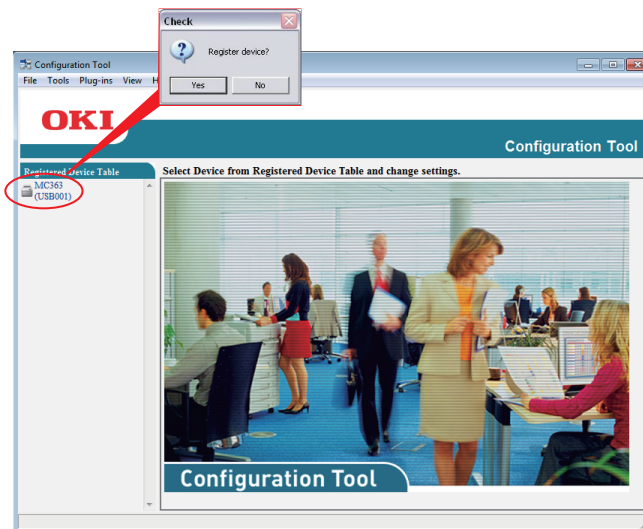 Check
Register device?
Yes
No
Configuration Tool
File Tools Plug-ins View H
OKI
Configuration Tool
Registered Device Table
Select Device from Registered Device Table and change settings.
MC363
(USB001)
Configuration Tool